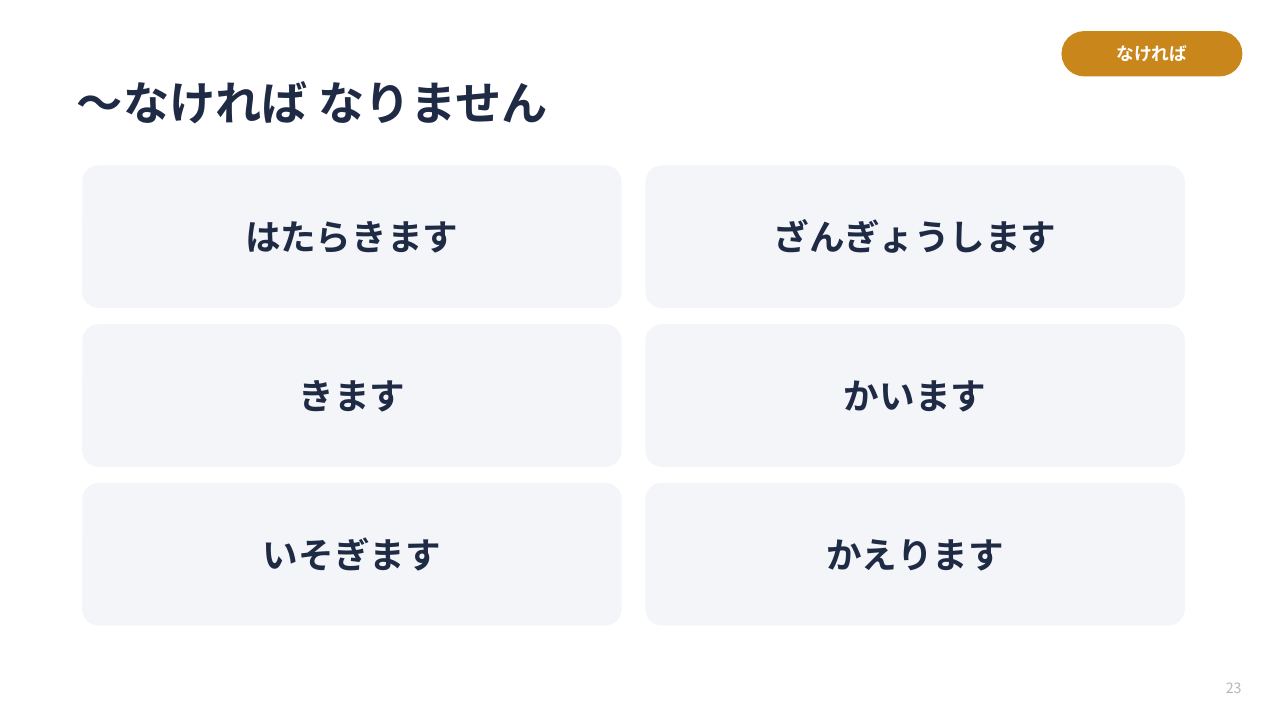 なければ
～なければ なりません
はたらきます
ざんぎょうします
きます
かいます
いそぎます
かえります
23